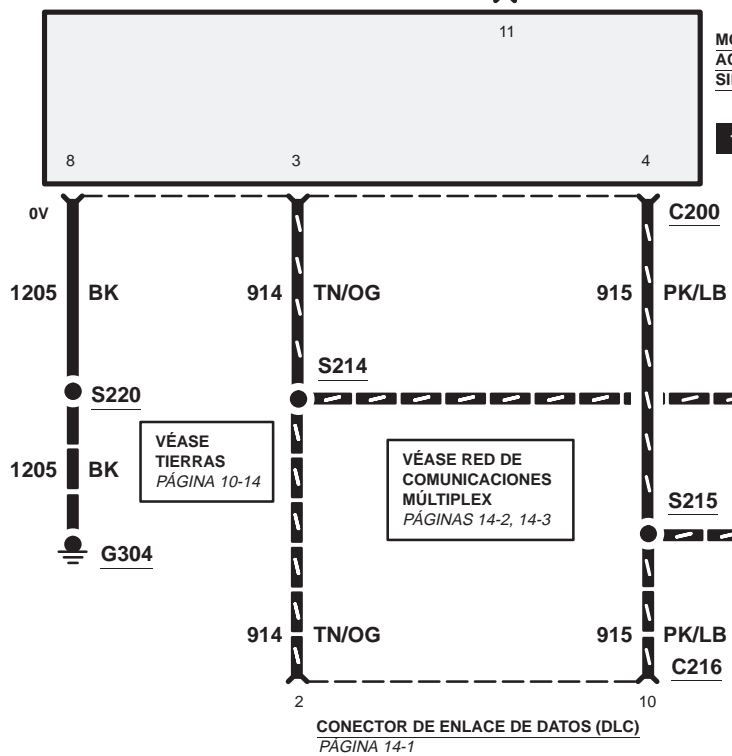 11
8
3
4
0V
C200
1205 BK
914 TN/OG
915 PK/LB
S214
S220
VÉASE
TIERRAS
PÁGINA 10-14
VÉASE RED DE
COMUNICACIONES
MÚLTIPLEX
PÁGINAS 14-2, 14-3
1205 BK
S215
G304
914 TN/OG
915 PK/LB
C216
2
10
CONECTOR DE ENLACE DE DATOS (DLC)
PÁGINA 14-1